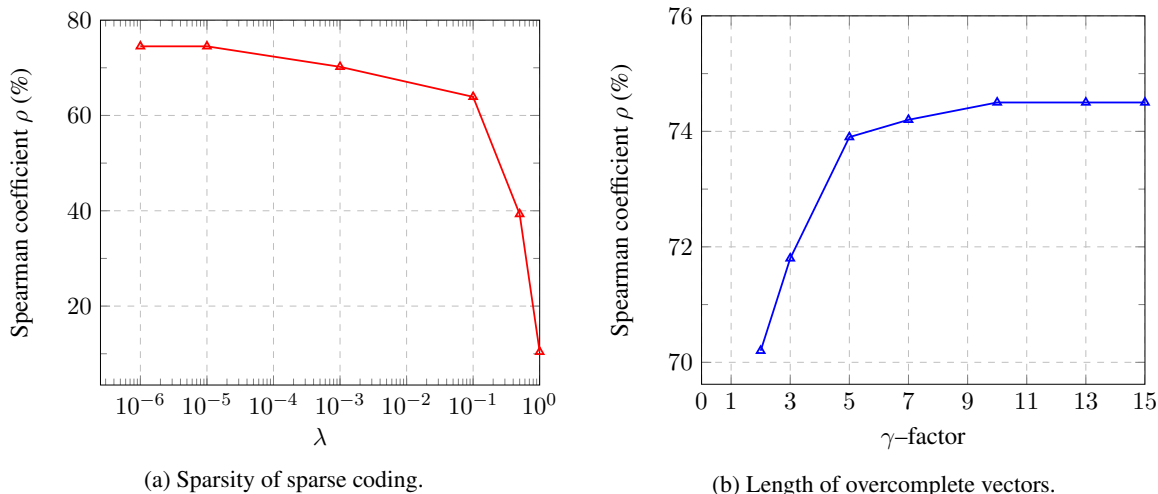 80
60
40
20
Spearman coefficient ρ (%)
10⁻⁶ 10⁻⁵ 10⁻⁴ 10⁻³ 10⁻² 10⁻¹ 10⁰
λ
(a) Sparsity of sparse coding.
76
74
72
70
Spearman coefficient ρ (%)
0 1 3 5 7 9 11 13 15
γ–factor
(b) Length of overcomplete vectors.